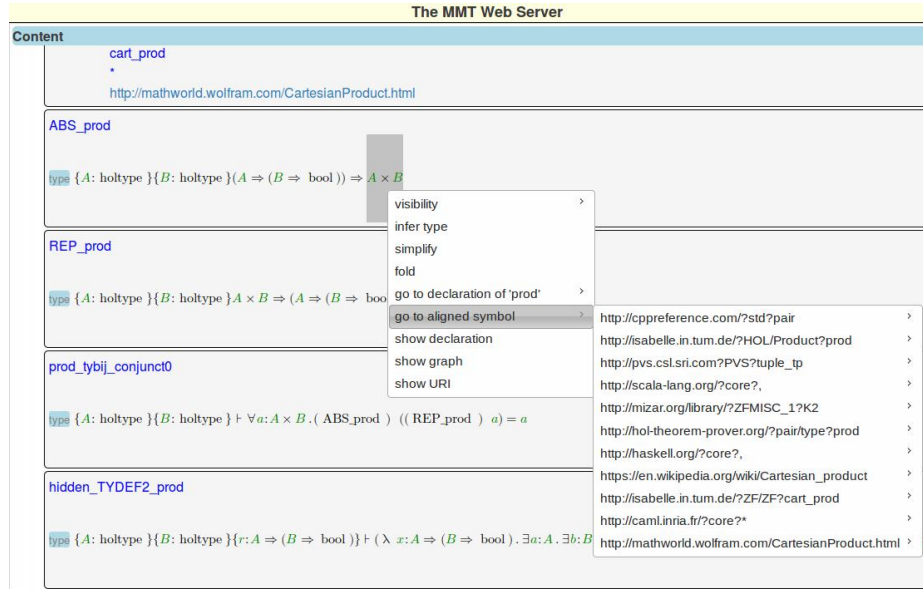 The MMT Web Server
Content
cart_prod
*
http://mathworld.wolfram.com/CartesianProduct.html
ABS_prod
type {A: holtype }{B: holtype }(A ⇒ (B ⇒ bool )) ⇒ A × B
REP_prod
type {A: holtype }{B: holtype }A × B ⇒ (A ⇒ (B ⇒ boo
prod_tybij_conjunct0
type {A: holtype }{B: holtype } ⊢ ∀a:A × B .( ABS_prod ) (( REP_prod ) a) = a
hidden_TYDEF2_prod
type {A: holtype }{B: holtype }{r:A ⇒ (B ⇒ bool )} ⊢ ( λ x:A ⇒ (B ⇒ bool ) . ∃a:A . ∃b:B
visibility ›
infer type
simplify
fold
go to declaration of 'prod' ›
go to aligned symbol ›
show declaration
show graph
show URI
http://cppreference.com/?std?pair ›
http://isabelle.in.tum.de/?HOL/Product?prod ›
http://pvs.csl.sri.com?PVS?tuple_tp ›
http://scala-lang.org/?core?, ›
http://mizar.org/library/?ZFMISC_1?K2 ›
http://hol-theorem-prover.org/?pair/type?prod ›
http://haskell.org/?core?, ›
https://en.wikipedia.org/wiki/Cartesian_product ›
http://isabelle.in.tum.de/?ZF/ZF?cart_prod ›
http://caml.inria.fr/?core?* ›
http://mathworld.wolfram.com/CartesianProduct.html ›